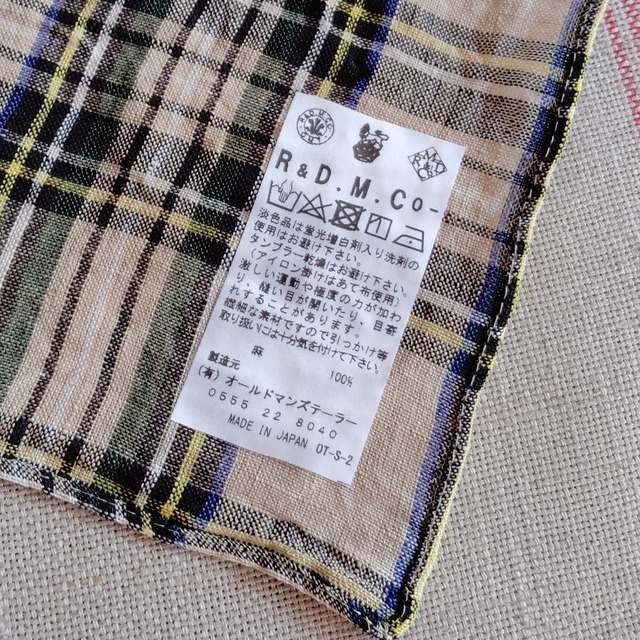 R&D.M.Co-
淡色品は蛍光増白剤入り洗剤の
使用はお避け下さい。
タンブラー乾燥はお避け下さい。
(アイロン掛けはあて布使用)
激しい運動や極度の力が加わ
り、縫い目が開いたり、目寄
れすることがあります。
繊細な素材ですので引っかけ等
取り扱いには十分気を付けて下さい。
麻 100%
製造元
(有)オールドマンズテーラー
0555 22 8040
MADE IN JAPAN OT-S-2